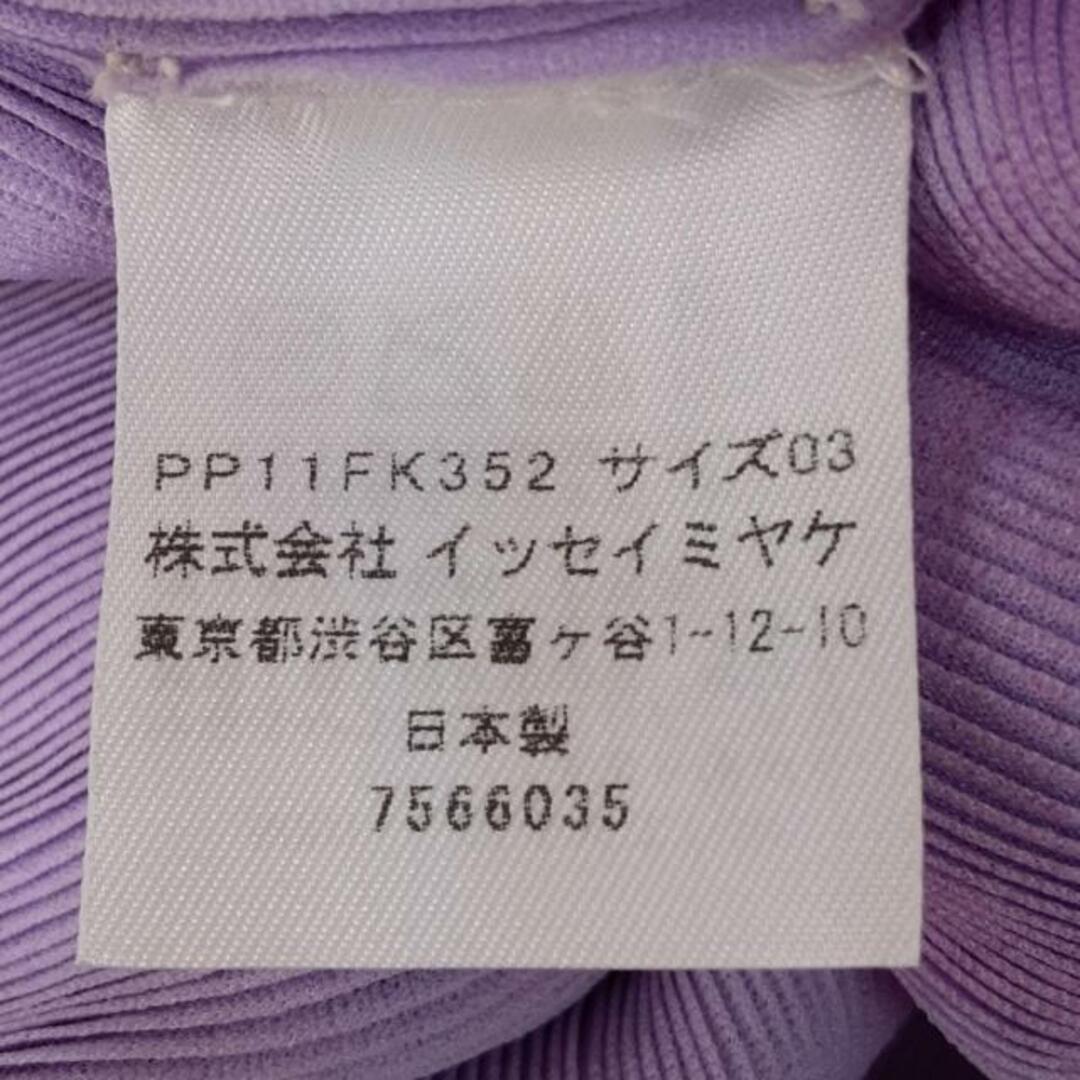 PP11FK352 サイズ03
株式会社 イッセイミヤケ
東京都渋谷区富ヶ谷1-12-10
日本製
7566035